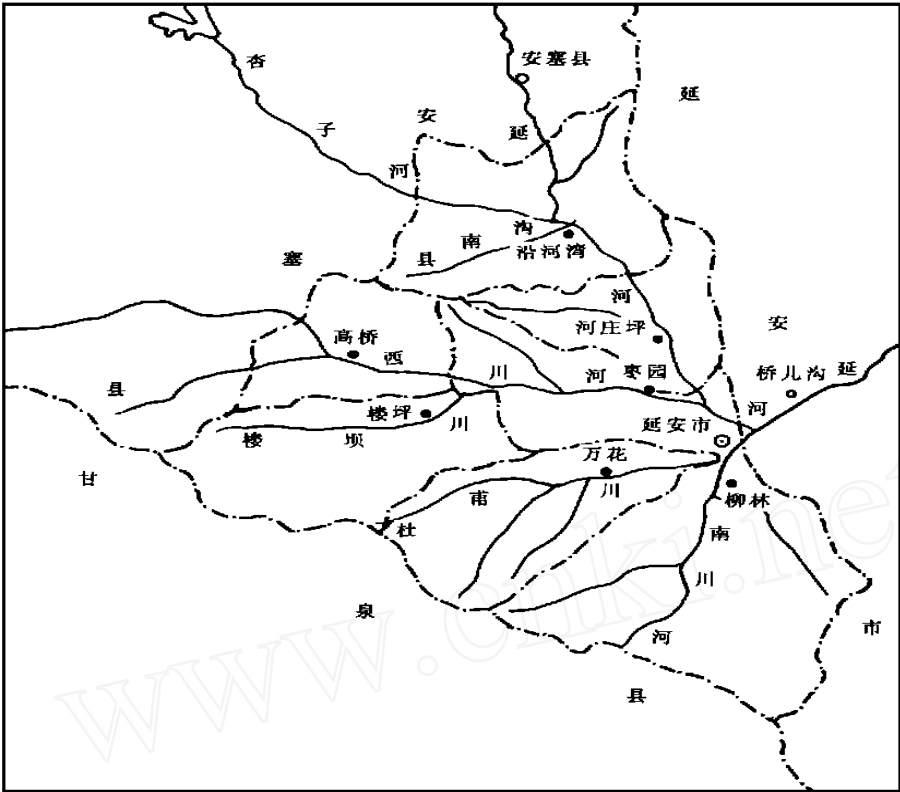 杏子河
安塞县
延河
安塞县
延安市
县南沟
沿河湾
河庄坪
高桥
西川河
枣园
桥儿沟
延河
楼坪
楼坝川
延安市
万花
杜甫川
柳林
南川河
甘泉县
www.cnki.net